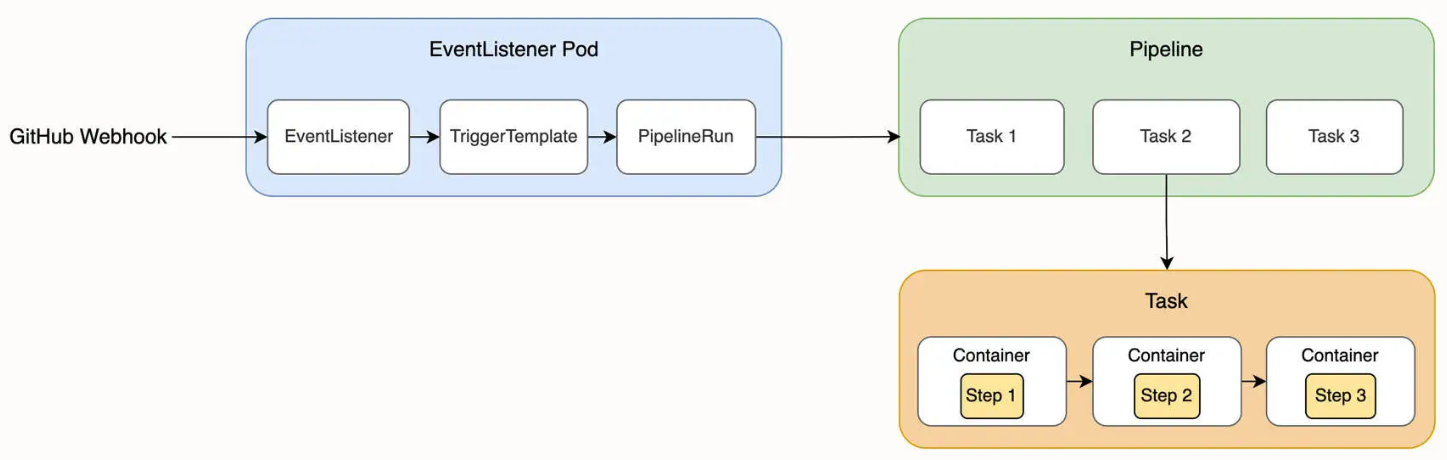 EventListener Pod
GitHub Webhook
EventListener
TriggerTemplate
PipelineRun
Pipeline
Task 1
Task 2
Task 3
Task
Container
Step 1
Container
Step 2
Container
Step 3